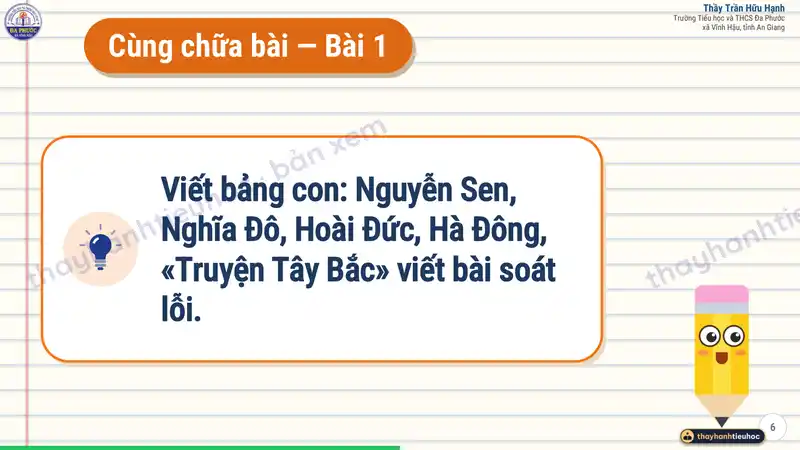 ĐA PHƯỚC
Thầy Trần Hữu Hạnh
Trường Tiểu học và THCS Đa Phước
xã Vĩnh Hậu, tỉnh An Giang
Cùng chữa bài – Bài 1
Viết bảng con: Nguyễn Sen,
Nghĩa Đô, Hoài Đức, Hà Đông,
«Truyện Tây Bắc» viết bài soát
lỗi.
thayhanhtieuhoc
6